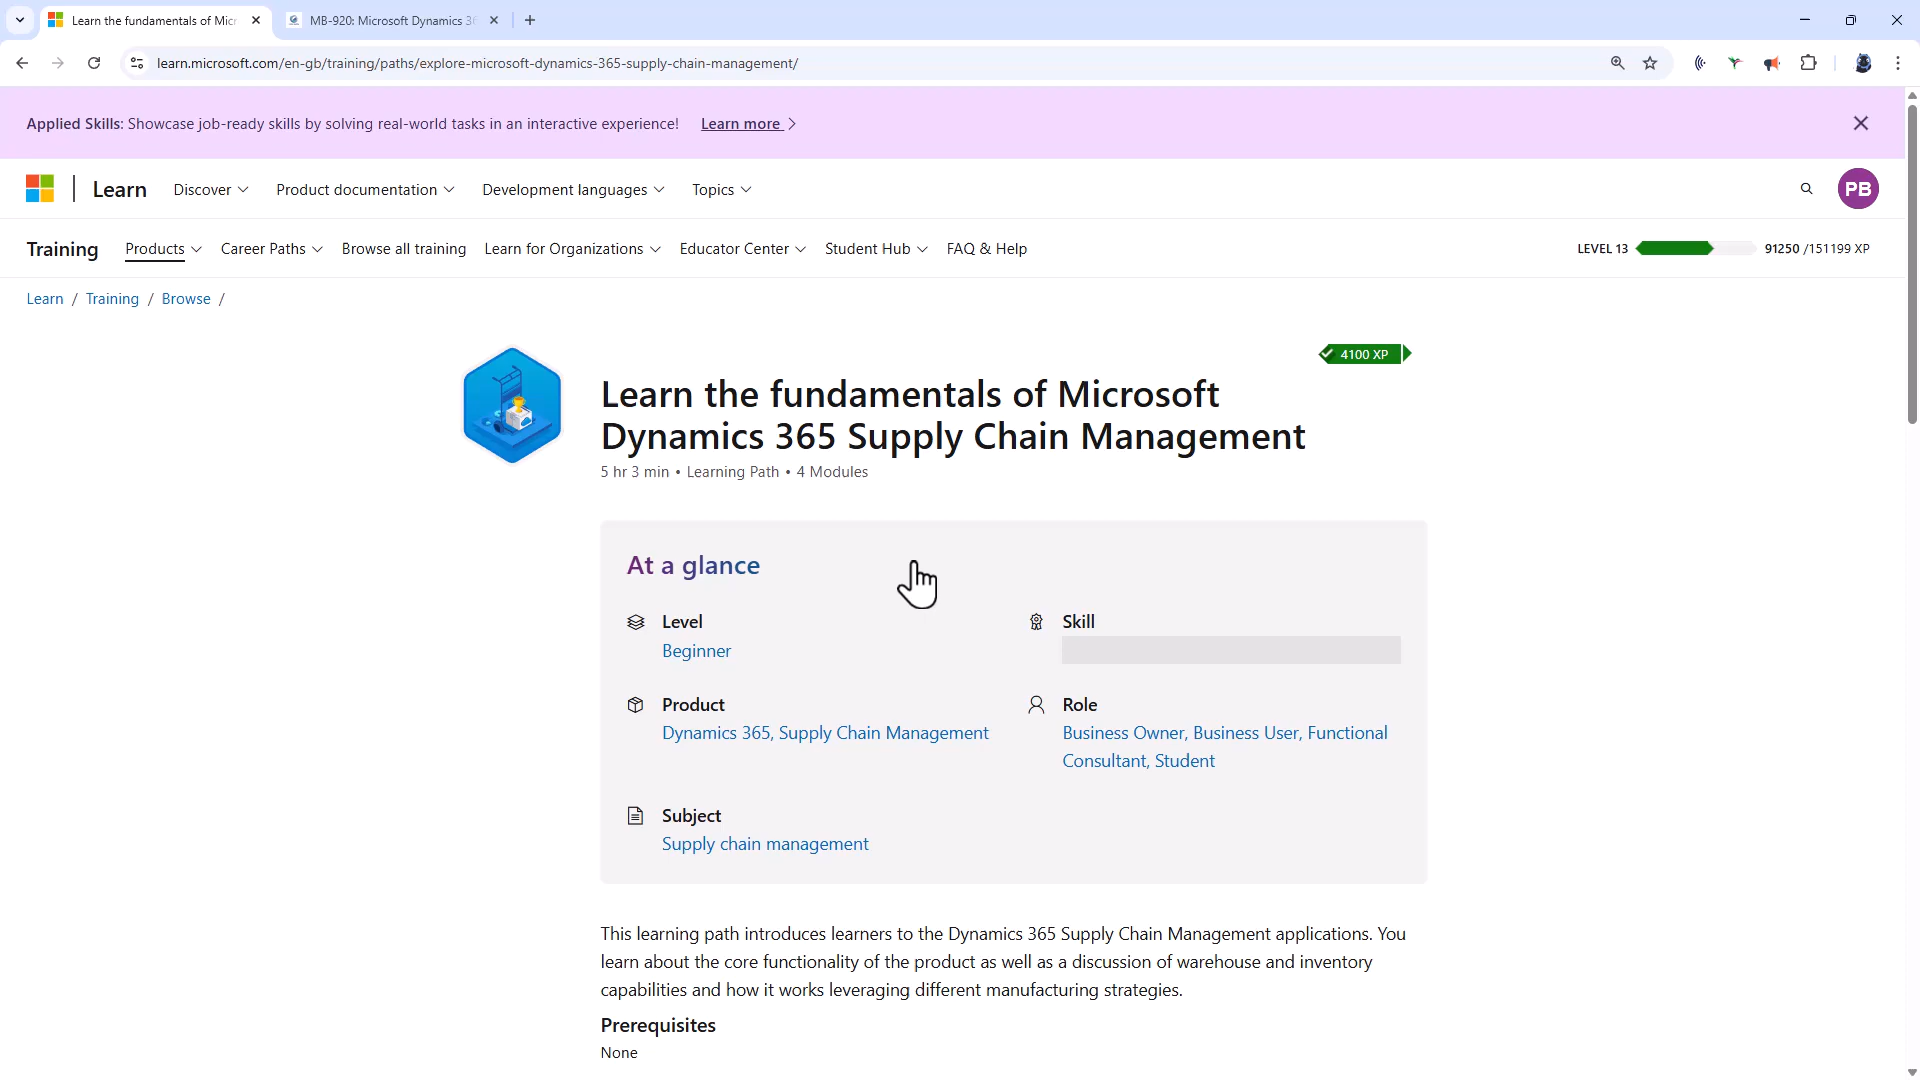 Learn the fundamentals of Micr
MB-920: Microsoft Dynamics 36
learn.microsoft.com/en-gb/training/paths/explore-microsoft-dynamics-365-supply-chain-management/
Applied Skills: Showcase job-ready skills by solving real-world tasks in an interactive experience! Learn more
Learn Discover Product documentation Development languages Topics PB
Training Products Career Paths Browse all training Learn for Organizations Educator Center Student Hub FAQ & Help LEVEL 13 91250 /151199 XP
Learn / Training / Browse /
4100 XP
Learn the fundamentals of Microsoft
Dynamics 365 Supply Chain Management
5 hr 3 min • Learning Path • 4 Modules
At a glance
Level
Beginner
Skill
Product
Dynamics 365, Supply Chain Management
Role
Business Owner, Business User, Functional
Consultant, Student
Subject
Supply chain management
This learning path introduces learners to the Dynamics 365 Supply Chain Management applications. You
learn about the core functionality of the product as well as a discussion of warehouse and inventory
capabilities and how it works leveraging different manufacturing strategies.
Prerequisites
None